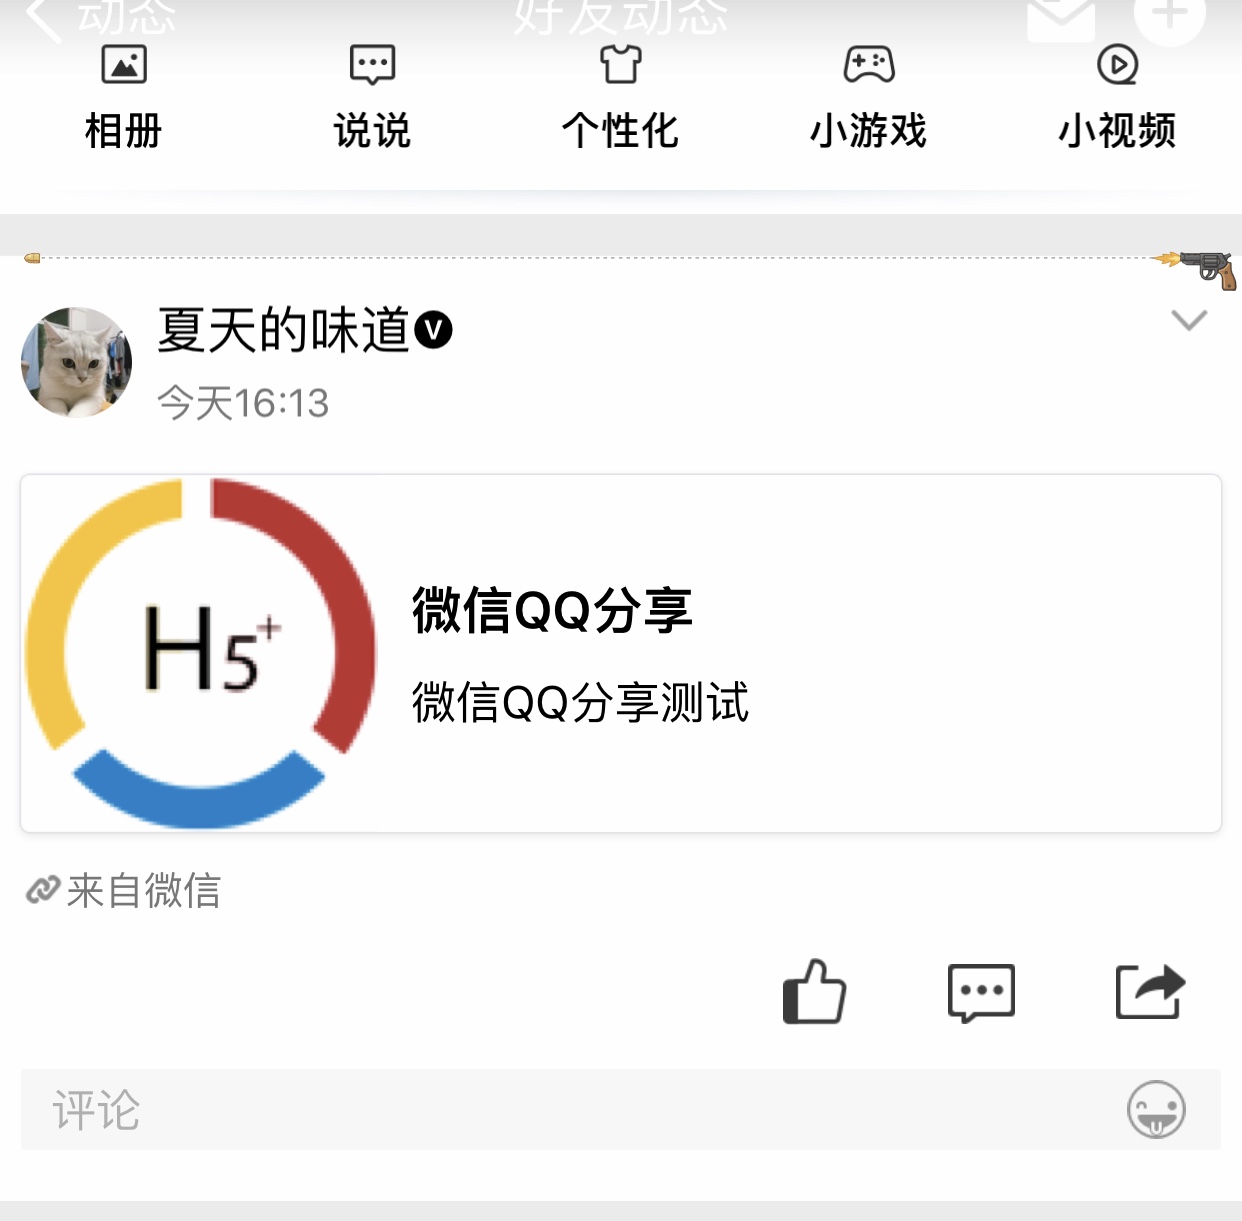 动态 好友动态
相册 说说 个性化 小游戏 小视频
夏天的味道V
今天16:13
H5+
微信QQ分享
微信QQ分享测试
来自微信
评论